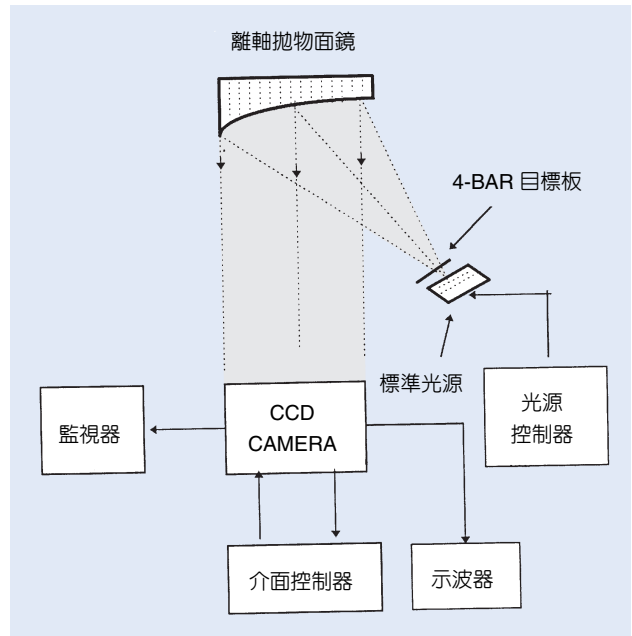 離軸拋物面鏡
4-BAR 目標板
標準光源
光源
控制器
監視器
CCD
CAMERA
介面控制器
示波器